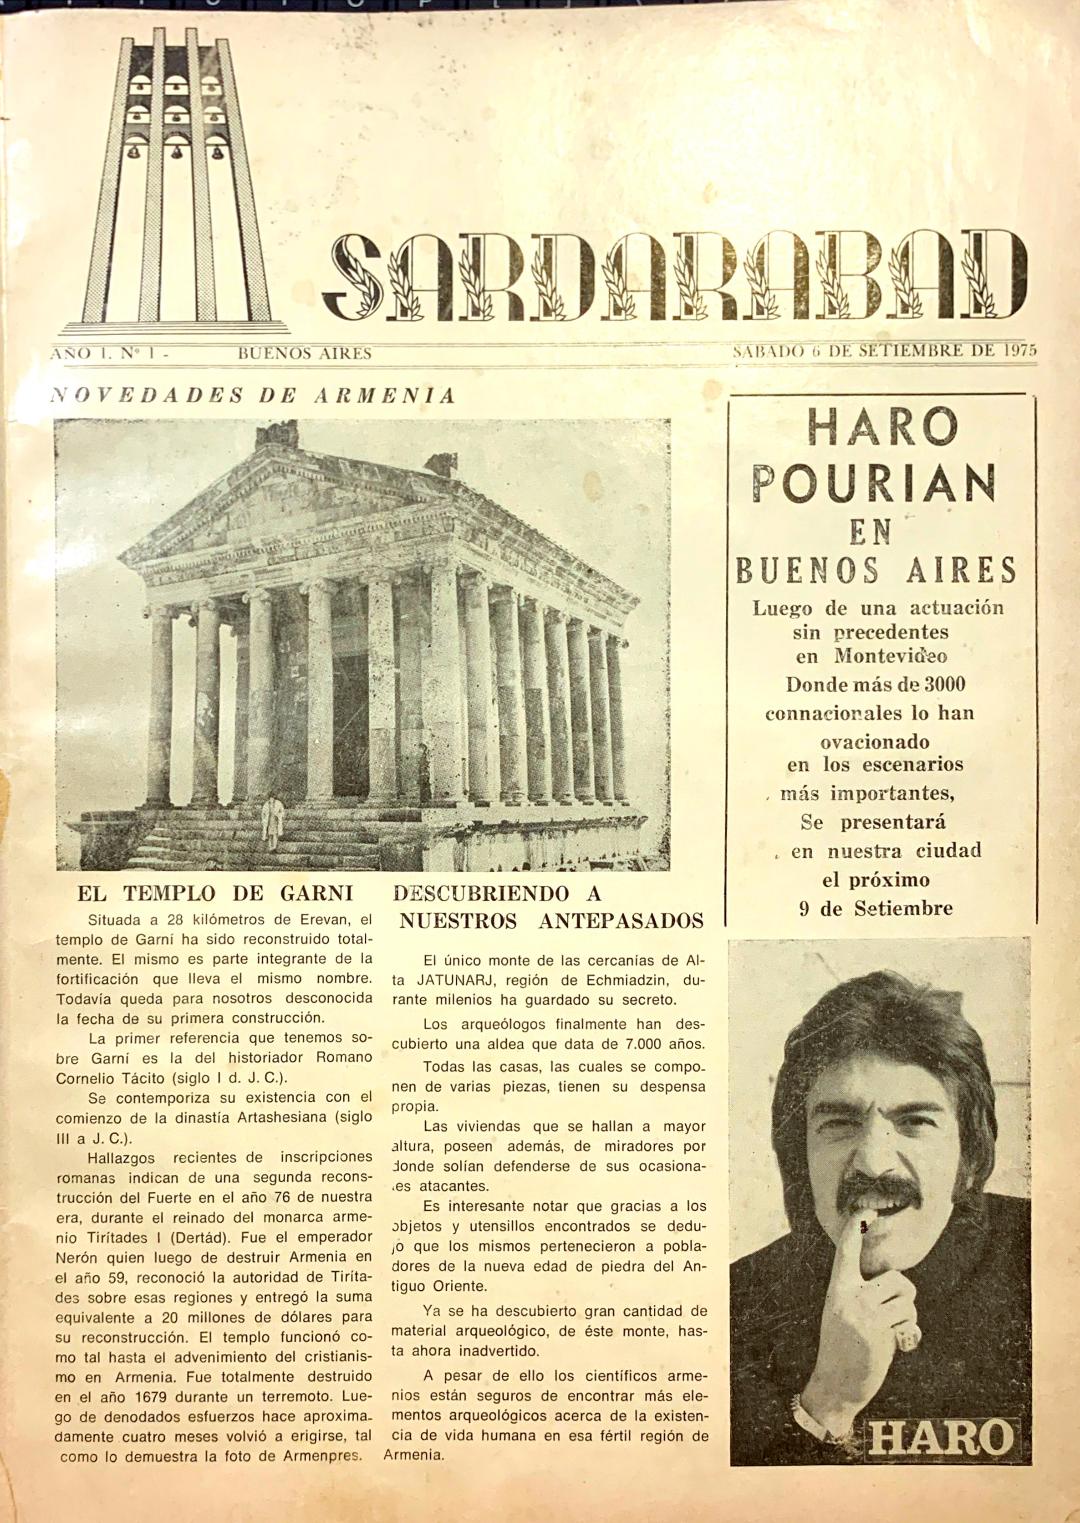 SARDARABAD
AÑO I. Nº 1 - BUENOS AIRES SABADO 6 DE SETIEMBRE DE 1975
NOVEDADES DE ARMENIA
EL TEMPLO DE GARNI
Situada a 28 kilómetros de Erevan, el
templo de Garní ha sido reconstruido total-
mente. El mismo es parte integrante de la
fortificación que lleva el mismo nombre.
Todavía queda para nosotros desconocida
la fecha de su primera construcción.
La primer referencia que tenemos so-
bre Garní es la del historiador Romano
Cornelio Tácito (siglo I d. J. C.).
Se contemporiza su existencia con el
comienzo de la dinastía Artashesiana (siglo
III a J. C.).
Hallazgos recientes de inscripciones
romanas indican de una segunda recons-
trucción del Fuerte en el año 76 de nuestra
era, durante el reinado del monarca arme-
nio Tirítades I (Dertád). Fue el emperador
Nerón quien luego de destruir Armenia en
el año 59, reconoció la autoridad de Tiríta-
des sobre esas regiones y entregó la suma
equivalente a 20 millones de dólares para
su reconstrucción. El templo funcionó co-
mo tal hasta el advenimiento del cristianis-
mo en Armenia. Fue totalmente destruido
en el año 1679 durante un terremoto. Lue-
go de denodados esfuerzos hace aproxima-
damente cuatro meses volvió a erigirse, tal
como lo demuestra la foto de Armenpres.
DESCUBRIENDO A
NUESTROS ANTEPASADOS
El único monte de las cercanías de Al-
ta JATUNARJ, región de Echmiadzin, du-
rante milenios ha guardado su secreto.
Los arqueólogos finalmente han des-
cubierto una aldea que data de 7.000 años.
Todas las casas, las cuales se compo-
nen de varias piezas, tienen su despensa
propia.
Las viviendas que se hallan a mayor
altura, poseen además, de miradores por
donde solían defenderse de sus ocasiona-
les atacantes.
Es interesante notar que gracias a los
objetos y utensillos encontrados se dedu-
jo que los mismos pertenecieron a pobla-
dores de la nueva edad de piedra del An-
tiguo Oriente.
Ya se ha descubierto gran cantidad de
material arqueológico, de éste monte, has-
ta ahora inadvertido.
A pesar de ello los científicos arme-
nios están seguros de encontrar más ele-
mentos arqueológicos acerca de la existen-
cia de vida humana en esa fértil región de
Armenia.
HARO
POURIAN
EN
BUENOS AIRES
Luego de una actuación
sin precedentes
en Montevideo
Donde más de 3000
connacionales lo han
ovacionado
en los escenarios
más importantes,
Se presentará
en nuestra ciudad
el próximo
9 de Setiembre
HARO